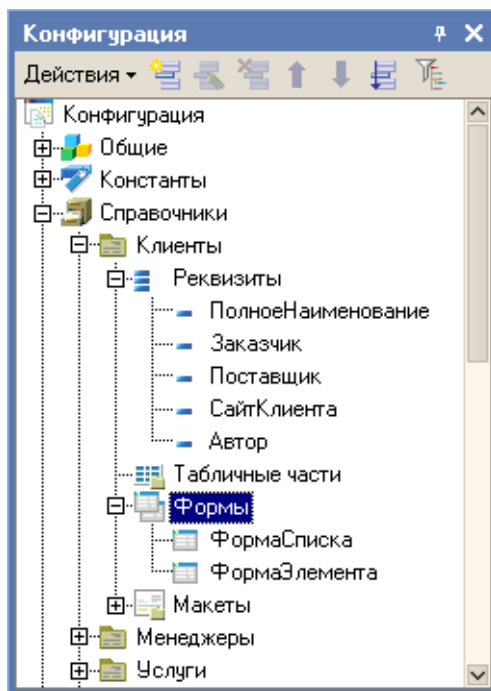 Конфигурация
Действия
Конфигурация
Общие
Константы
Справочники
Клиенты
Реквизиты
ПолноеНаименование
Заказчик
Поставщик
СайтКлиента
Автор
Табличные части
Формы
ФормаСписка
ФормаЭлемента
Макеты
Менеджеры
Услуги